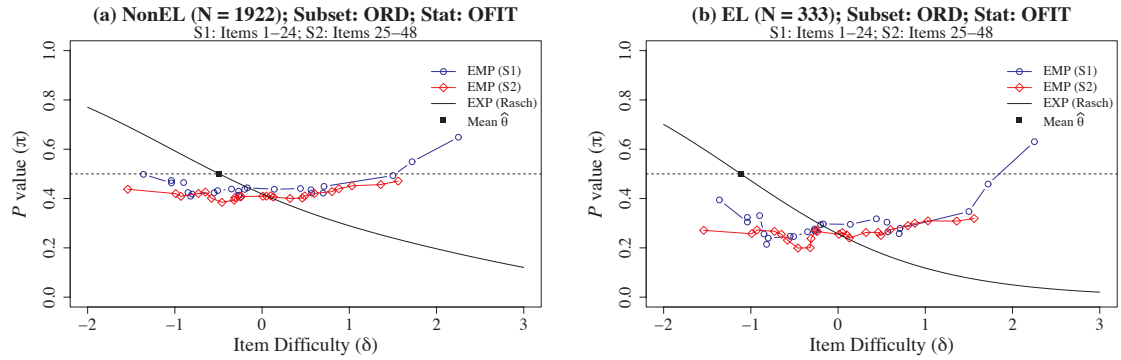 (a) NonEL (N = 1922); Subset: ORD; Stat: OFIT
S1: Items 1–24; S2: Items 25–48
P value (π)
1.0
0.8
0.6
0.4
0.2
0.0
EMP (S1)
EMP (S2)
EXP (Rasch)
Mean θ̂
−2
−1
0
1
2
3
Item Difficulty (δ)
(b) EL (N = 333); Subset: ORD; Stat: OFIT
S1: Items 1–24; S2: Items 25–48
P value (π)
1.0
0.8
0.6
0.4
0.2
0.0
EMP (S1)
EMP (S2)
EXP (Rasch)
Mean θ̂
−2
−1
0
1
2
3
Item Difficulty (δ)